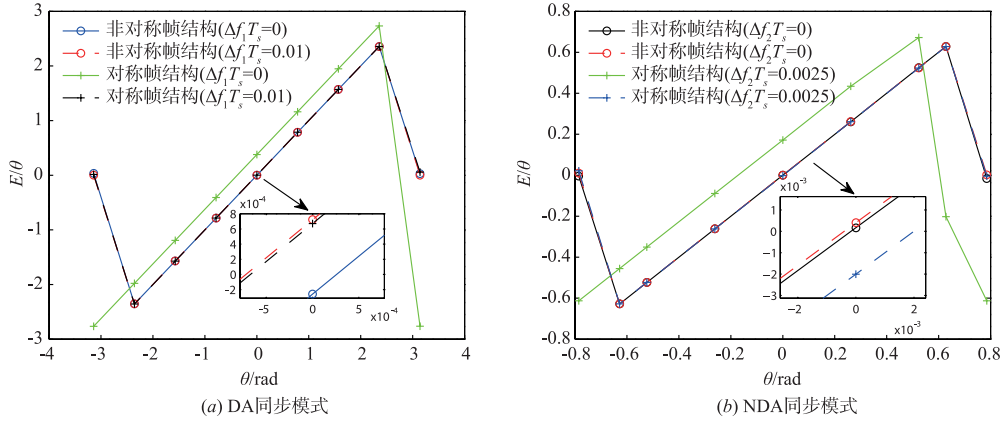 3
2
1
0
-1
-2
-3
E/θ
非对称帧结构(Δf₁Tₛ=0)
非对称帧结构(Δf₁Tₛ=0.01)
对称帧结构(Δf₁Tₛ=0)
对称帧结构(Δf₁Tₛ=0.01)
×10⁻⁴
8
6
4
2
0
-2
-5 0 5
×10⁻⁴
-4 -3 -2 -1 0 1 2 3 4
θ/rad
(a) DA同步模式
0.8
0.6
0.4
0.2
0
-0.2
-0.4
-0.6
-0.8
E/θ
非对称帧结构(Δf₂Tₛ=0)
非对称帧结构(Δf₂Tₛ=0)
对称帧结构(Δf₂Tₛ=0.0025)
对称帧结构(Δf₂Tₛ=0.0025)
×10⁻³
1
0
-1
-2
-3
-2 0 2
×10⁻³
-0.8 -0.6 -0.4 -0.2 0 0.2 0.4 0.6 0.8
θ/rad
(b) NDA同步模式